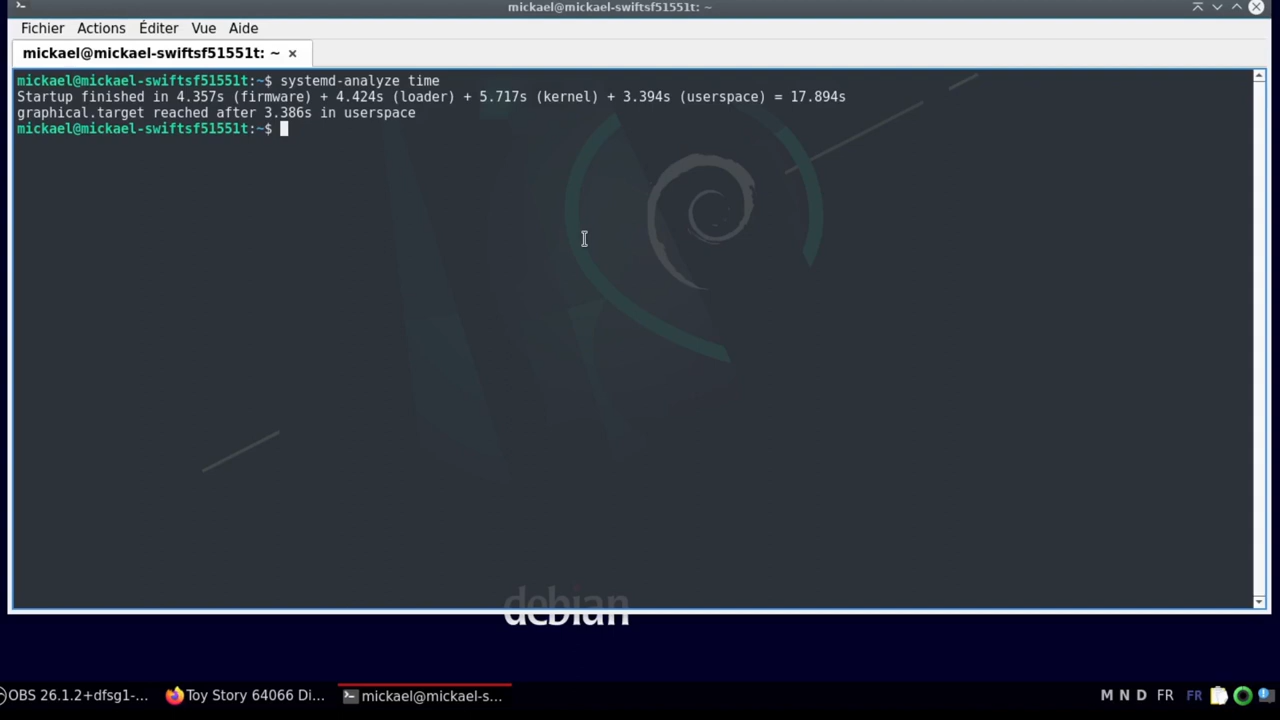 mickael@mickael-swiftsf51551t: ~
Fichier Actions Éditer Vue Aide
mickael@mickael-swiftsf51551t: ~ ×
mickael@mickael-swiftsf51551t:~$ systemd-analyze time
Startup finished in 4.357s (firmware) + 4.424s (loader) + 5.717s (kernel) + 3.394s (userspace) = 17.894s
graphical.target reached after 3.386s in userspace
mickael@mickael-swiftsf51551t:~$
debian
OBS 26.1.2+dfsg1-... Toy Story 64066 Di... mickael@mickael-s... M N D FR FR